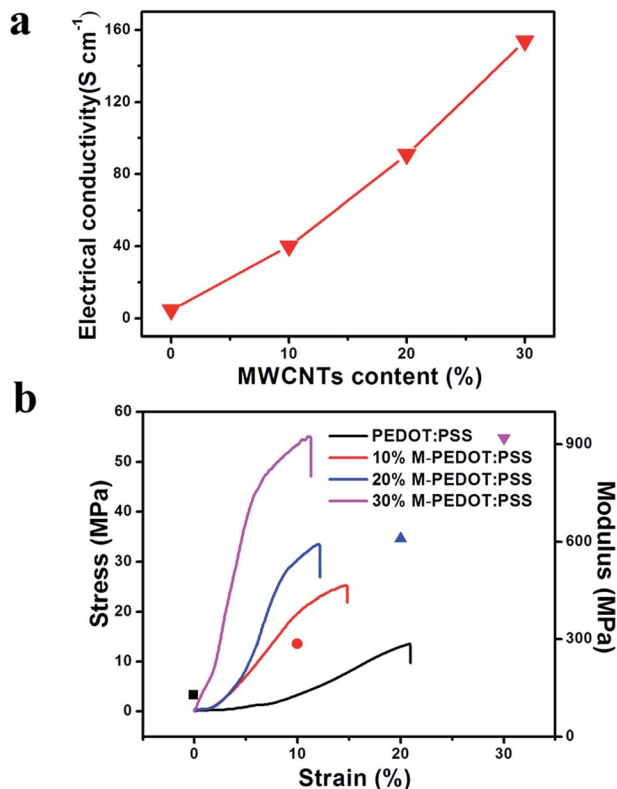 a
Electrical conductivity(S cm⁻¹)
160
120
80
40
0
0 10 20 30
MWCNTs content (%)
b
Stress (MPa)
60
50
40
30
20
10
0
PEDOT:PSS
10% M-PEDOT:PSS
20% M-PEDOT:PSS
30% M-PEDOT:PSS
900
600
300
0
Modulus (MPa)
0 10 20 30
Strain (%)